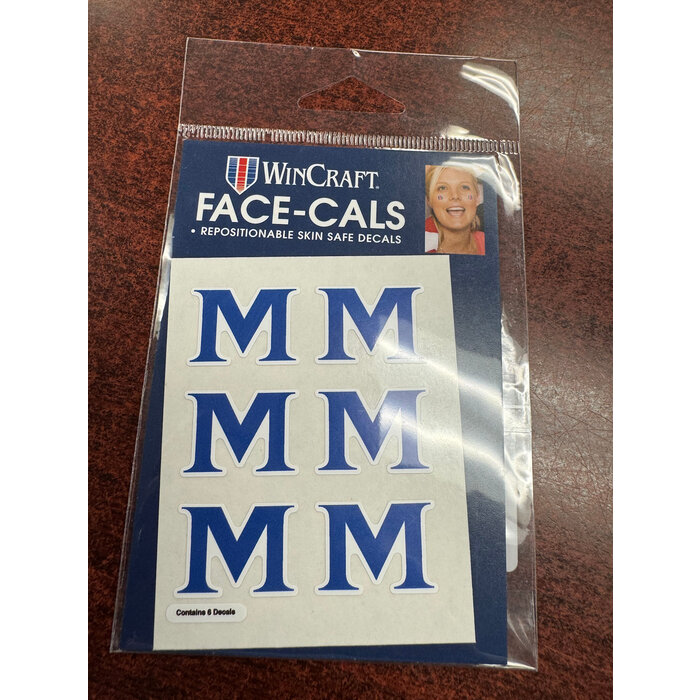 WINCRAFT®
FACE-CALS
• REPOSITIONABLE SKIN SAFE DECALS
M M
M M
M M
Contains 6 Decals